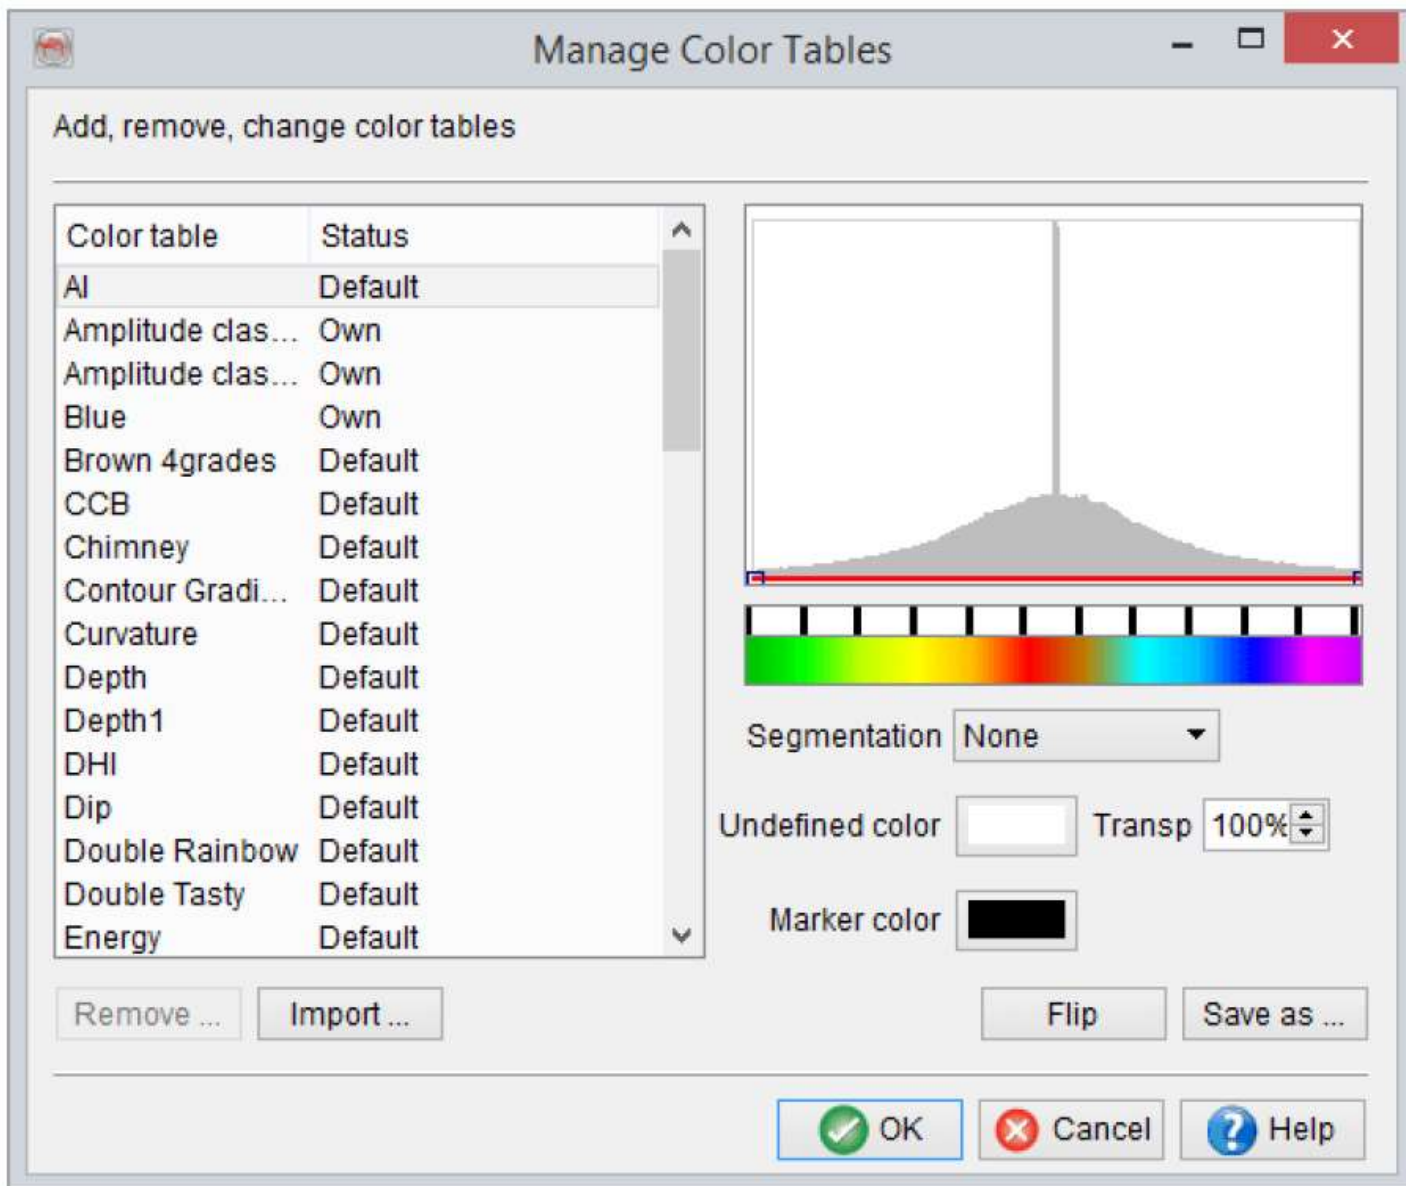 Manage Color Tables
Add, remove, change color tables
Color table Status
AI Default
Amplitude clas... Own
Amplitude clas... Own
Blue Own
Brown 4grades Default
CCB Default
Chimney Default
Contour Gradi... Default
Curvature Default
Depth Default
Depth1 Default
DHI Default
Dip Default
Double Rainbow Default
Double Tasty Default
Energy Default
Segmentation None
Undefined color Transp 100%
Marker color
Remove ... Import ... Flip Save as ...
OK Cancel Help